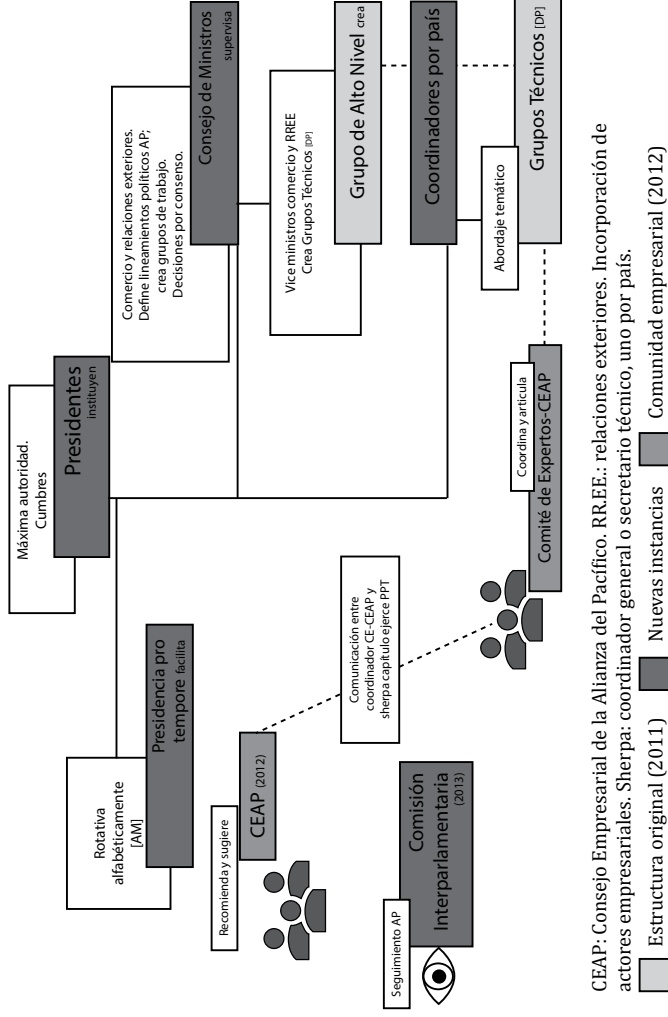 Máxima autoridad.
Cumbres
Presidentes
instituyen
Rotativa
alfabéticamente
[AM]
Presidencia pro
tempore facilita
Comercio y relaciones exteriores.
Define lineamientos políticos AP;
crea grupos de trabajo.
Decisiones por consenso.
Consejo de Ministros
supervisa
Recomienda y sugiere
CEAP (2012)
Vice ministros comercio y RREE
Crea Grupos Técnicos [DP]
Grupo de Alto Nivel crea
Comunicación entre
coordinador CE-CEAP y
sherpa capítulo ejerce PPT
Seguimiento AP
Comisión
Interparlamentaria
(2013)
Coordinadores por país
Abordaje temático
Grupos Técnicos [DP]
Coordina y articula
Comité de Expertos-CEAP
CEAP: Consejo Empresarial de la Alianza del Pacífico. RR.EE.: relaciones exteriores. Incorporación de
actores empresariales. Sherpa: coordinador general o secretario técnico, uno por país.
Estructura original (2011)
Nuevas instancias
Comunidad empresarial (2012)